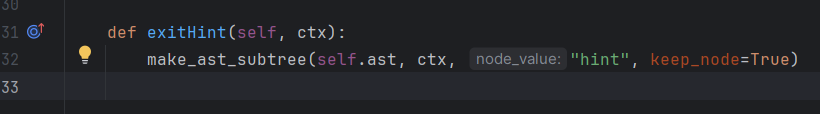 30
31 def exitHint(self, ctx):
32 make_ast_subtree(self.ast, ctx, node_value: "hint", keep_node=True)
33